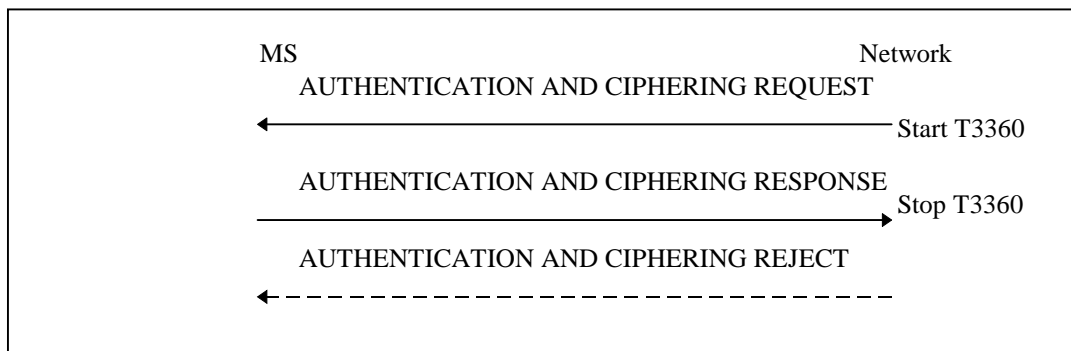 MS Network
AUTHENTICATION AND CIPHERING REQUEST
Start T3360
AUTHENTICATION AND CIPHERING RESPONSE
Stop T3360
AUTHENTICATION AND CIPHERING REJECT